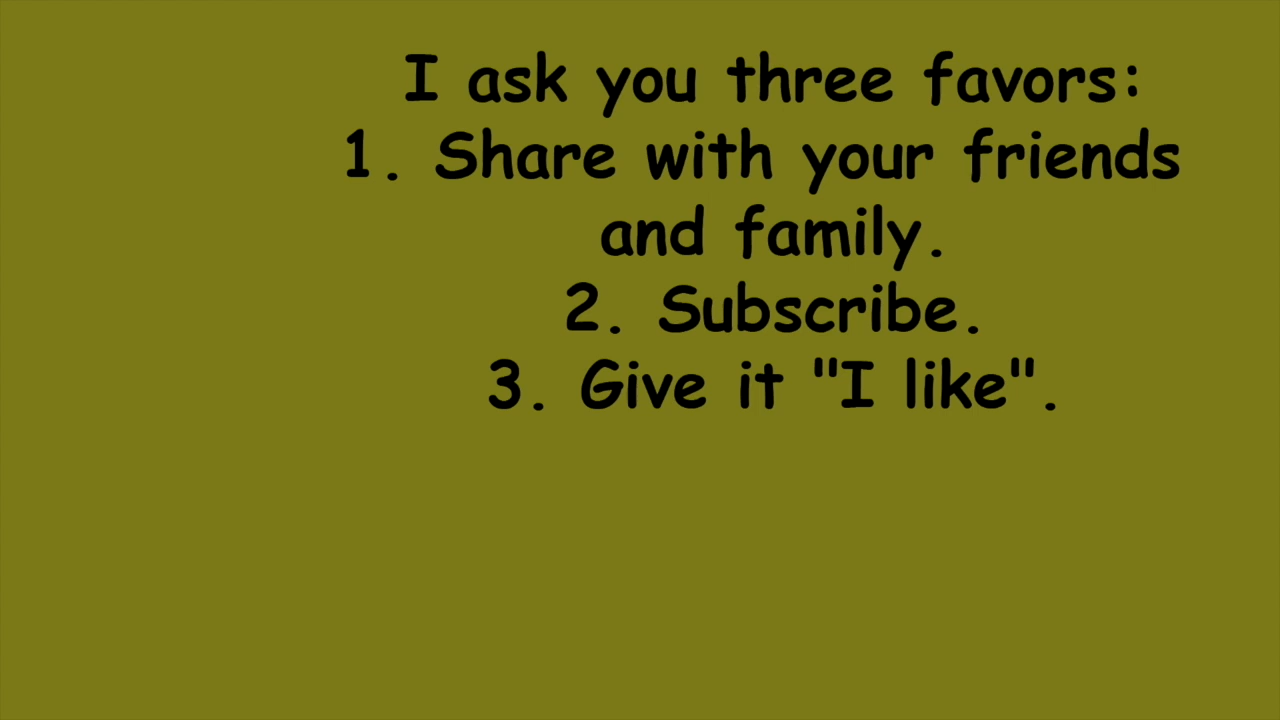 I ask you three favors:
1. Share with your friends
and family.
2. Subscribe.
3. Give it "I like".